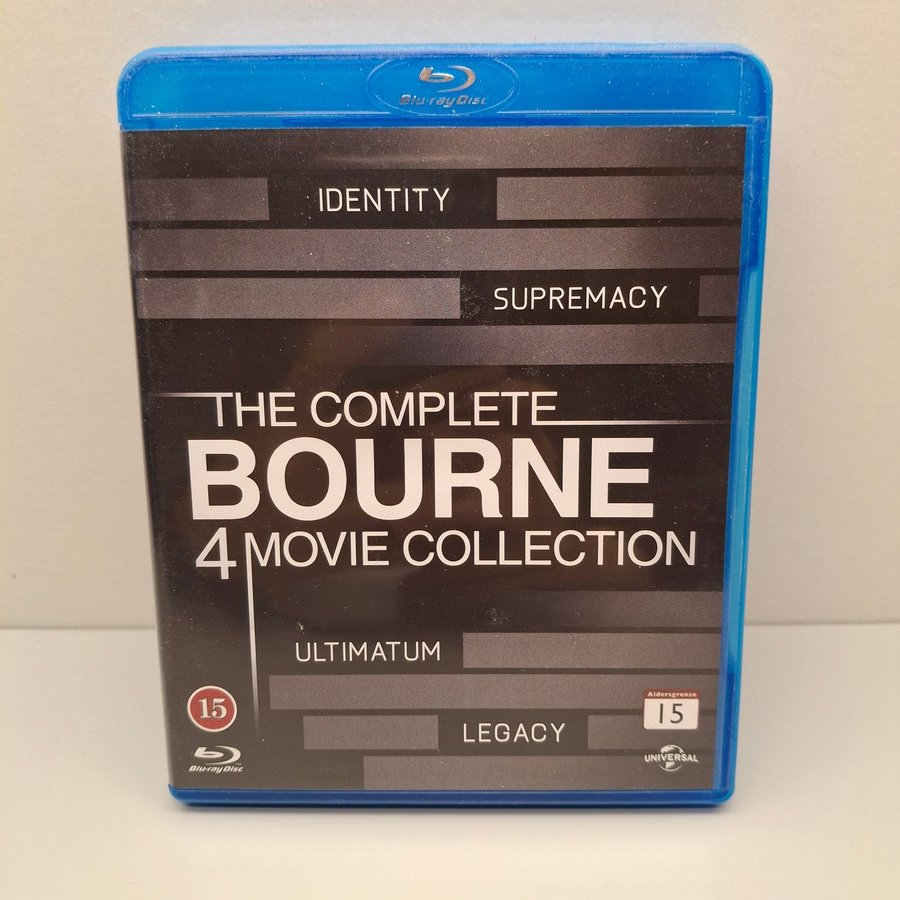 Blu-ray Disc
IDENTITY
SUPREMACY
THE COMPLETE
BOURNE
4 MOVIE COLLECTION
ULTIMATUM
15
Aldersgrense
15
LEGACY
Blu-ray Disc
UNIVERSAL